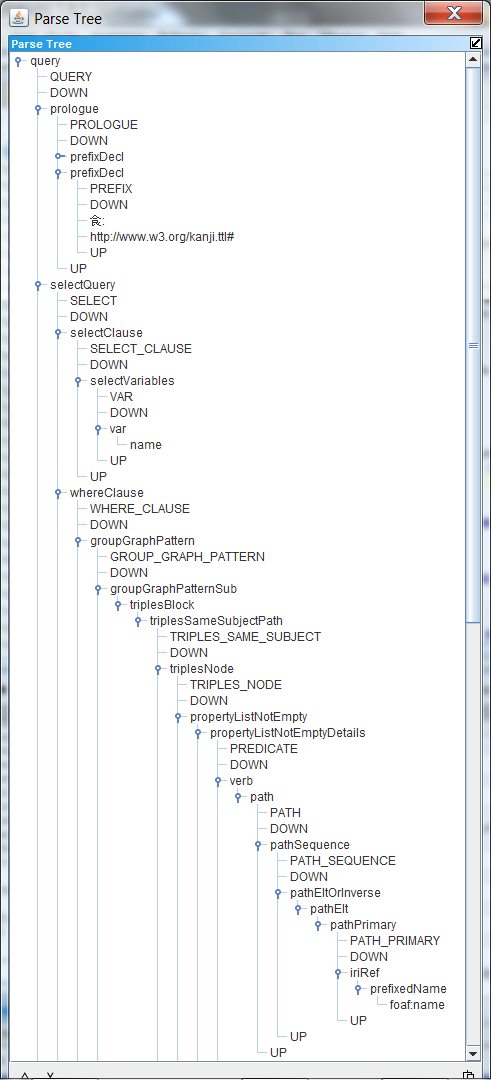 Parse Tree
Parse Tree
query
QUERY
DOWN
prologue
PROLOGUE
DOWN
prefixDecl
prefixDecl
PREFIX
DOWN
食:
http://www.w3.org/kanji.ttl#
UP
UP
selectQuery
SELECT
DOWN
selectClause
SELECT_CLAUSE
DOWN
selectVariables
VAR
DOWN
var
name
UP
UP
whereClause
WHERE_CLAUSE
DOWN
groupGraphPattern
GROUP_GRAPH_PATTERN
DOWN
groupGraphPatternSub
triplesBlock
triplesSameSubjectPath
TRIPLES_SAME_SUBJECT
DOWN
triplesNode
TRIPLES_NODE
DOWN
propertyListNotEmpty
propertyListNotEmptyDetails
PREDICATE
DOWN
verb
path
PATH
DOWN
pathSequence
PATH_SEQUENCE
DOWN
pathEltOrInverse
pathElt
pathPrimary
PATH_PRIMARY
DOWN
iriRef
prefixedName
foaf:name
UP
UP
UP